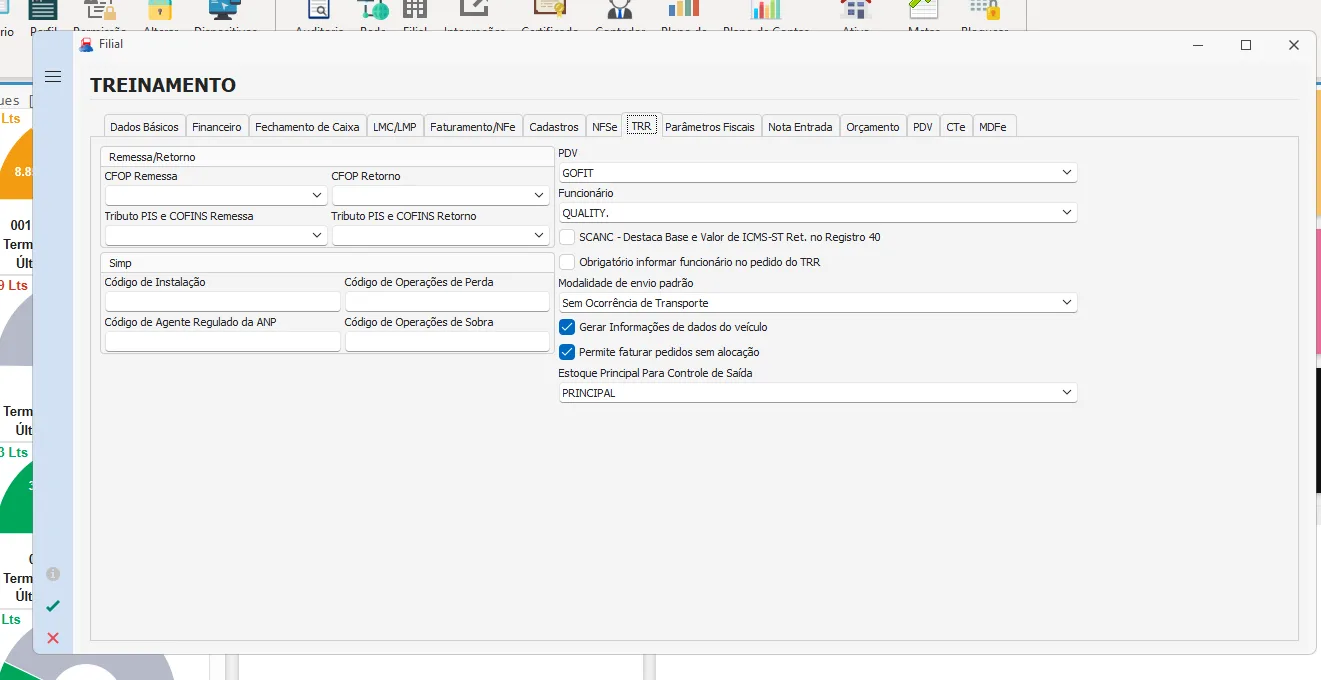 Filial
TREINAMENTO
Dados Básicos Financeiro Fechamento de Caixa LMC/LMP Faturamento/NFe Cadastros NFSe TRR Parâmetros Fiscais Nota Entrada Orçamento PDV CTe MDFe
Remessa/Retorno
CFOP Remessa CFOP Retorno
Tributo PIS e COFINS Remessa Tributo PIS e COFINS Retorno
Simp
Código de Instalação Código de Operações de Perda
Código de Agente Regulado da ANP Código de Operações de Sobra
PDV
GOFIT
Funcionário
QUALITY.
SCANC - Destaca Base e Valor de ICMS-ST Ret. no Registro 40
Obrigatório informar funcionário no pedido do TRR
Modalidade de envio padrão
Sem Ocorrência de Transporte
Gerar Informações de dados do veículo
Permite faturar pedidos sem alocação
Estoque Principal Para Controle de Saída
PRINCIPAL
ues [
Lts
8.8
001
Term
Últ
9 Lts
Term
Últ
3 Lts
3
Term
Últ
Lts